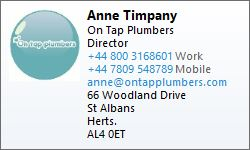 On Tap plumbers
Anne Timpany
On Tap Plumbers
Director
+44 800 3168601 Work
+44 7809 548789 Mobile
anne@ontapplumbers.com
66 Woodland Drive
St Albans
Herts.
AL4 0ET